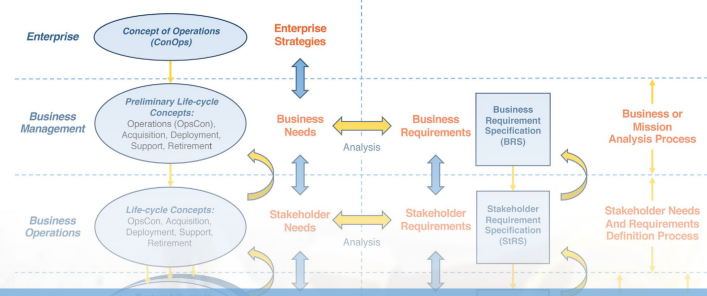 Enterprise
Concept of Operations
(ConOps)
Enterprise
Strategies
Business
Management
Preliminary Life-cycle
Concepts:
Operations (OpsCon),
Acquisition, Deployment,
Support, Retirement
Business
Needs
Analysis
Business
Requirements
Business
Requirement
Specification
(BRS)
Business or
Mission
Analysis Process
Business
Operations
Life-cycle Concepts:
OpsCon, Acquisition,
Deployment, Support,
Retirement
Stakeholder
Needs
Analysis
Stakeholder
Requirements
Stakeholder
Requirement
Specification
(StRS)
Stakeholder Needs
And Requirements
Definition Process